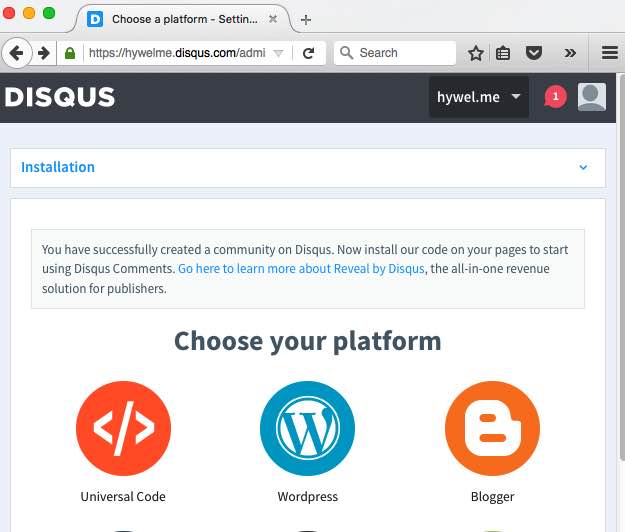 Choose a platform - Settin...
https://hywelme.disqus.com/admi
Search
DISQUS
hywel.me
1
Installation
You have successfully created a community on Disqus. Now install our code on your pages to start
using Disqus Comments. Go here to learn more about Reveal by Disqus, the all-in-one revenue
solution for publishers.
Choose your platform
Universal Code
Wordpress
Blogger